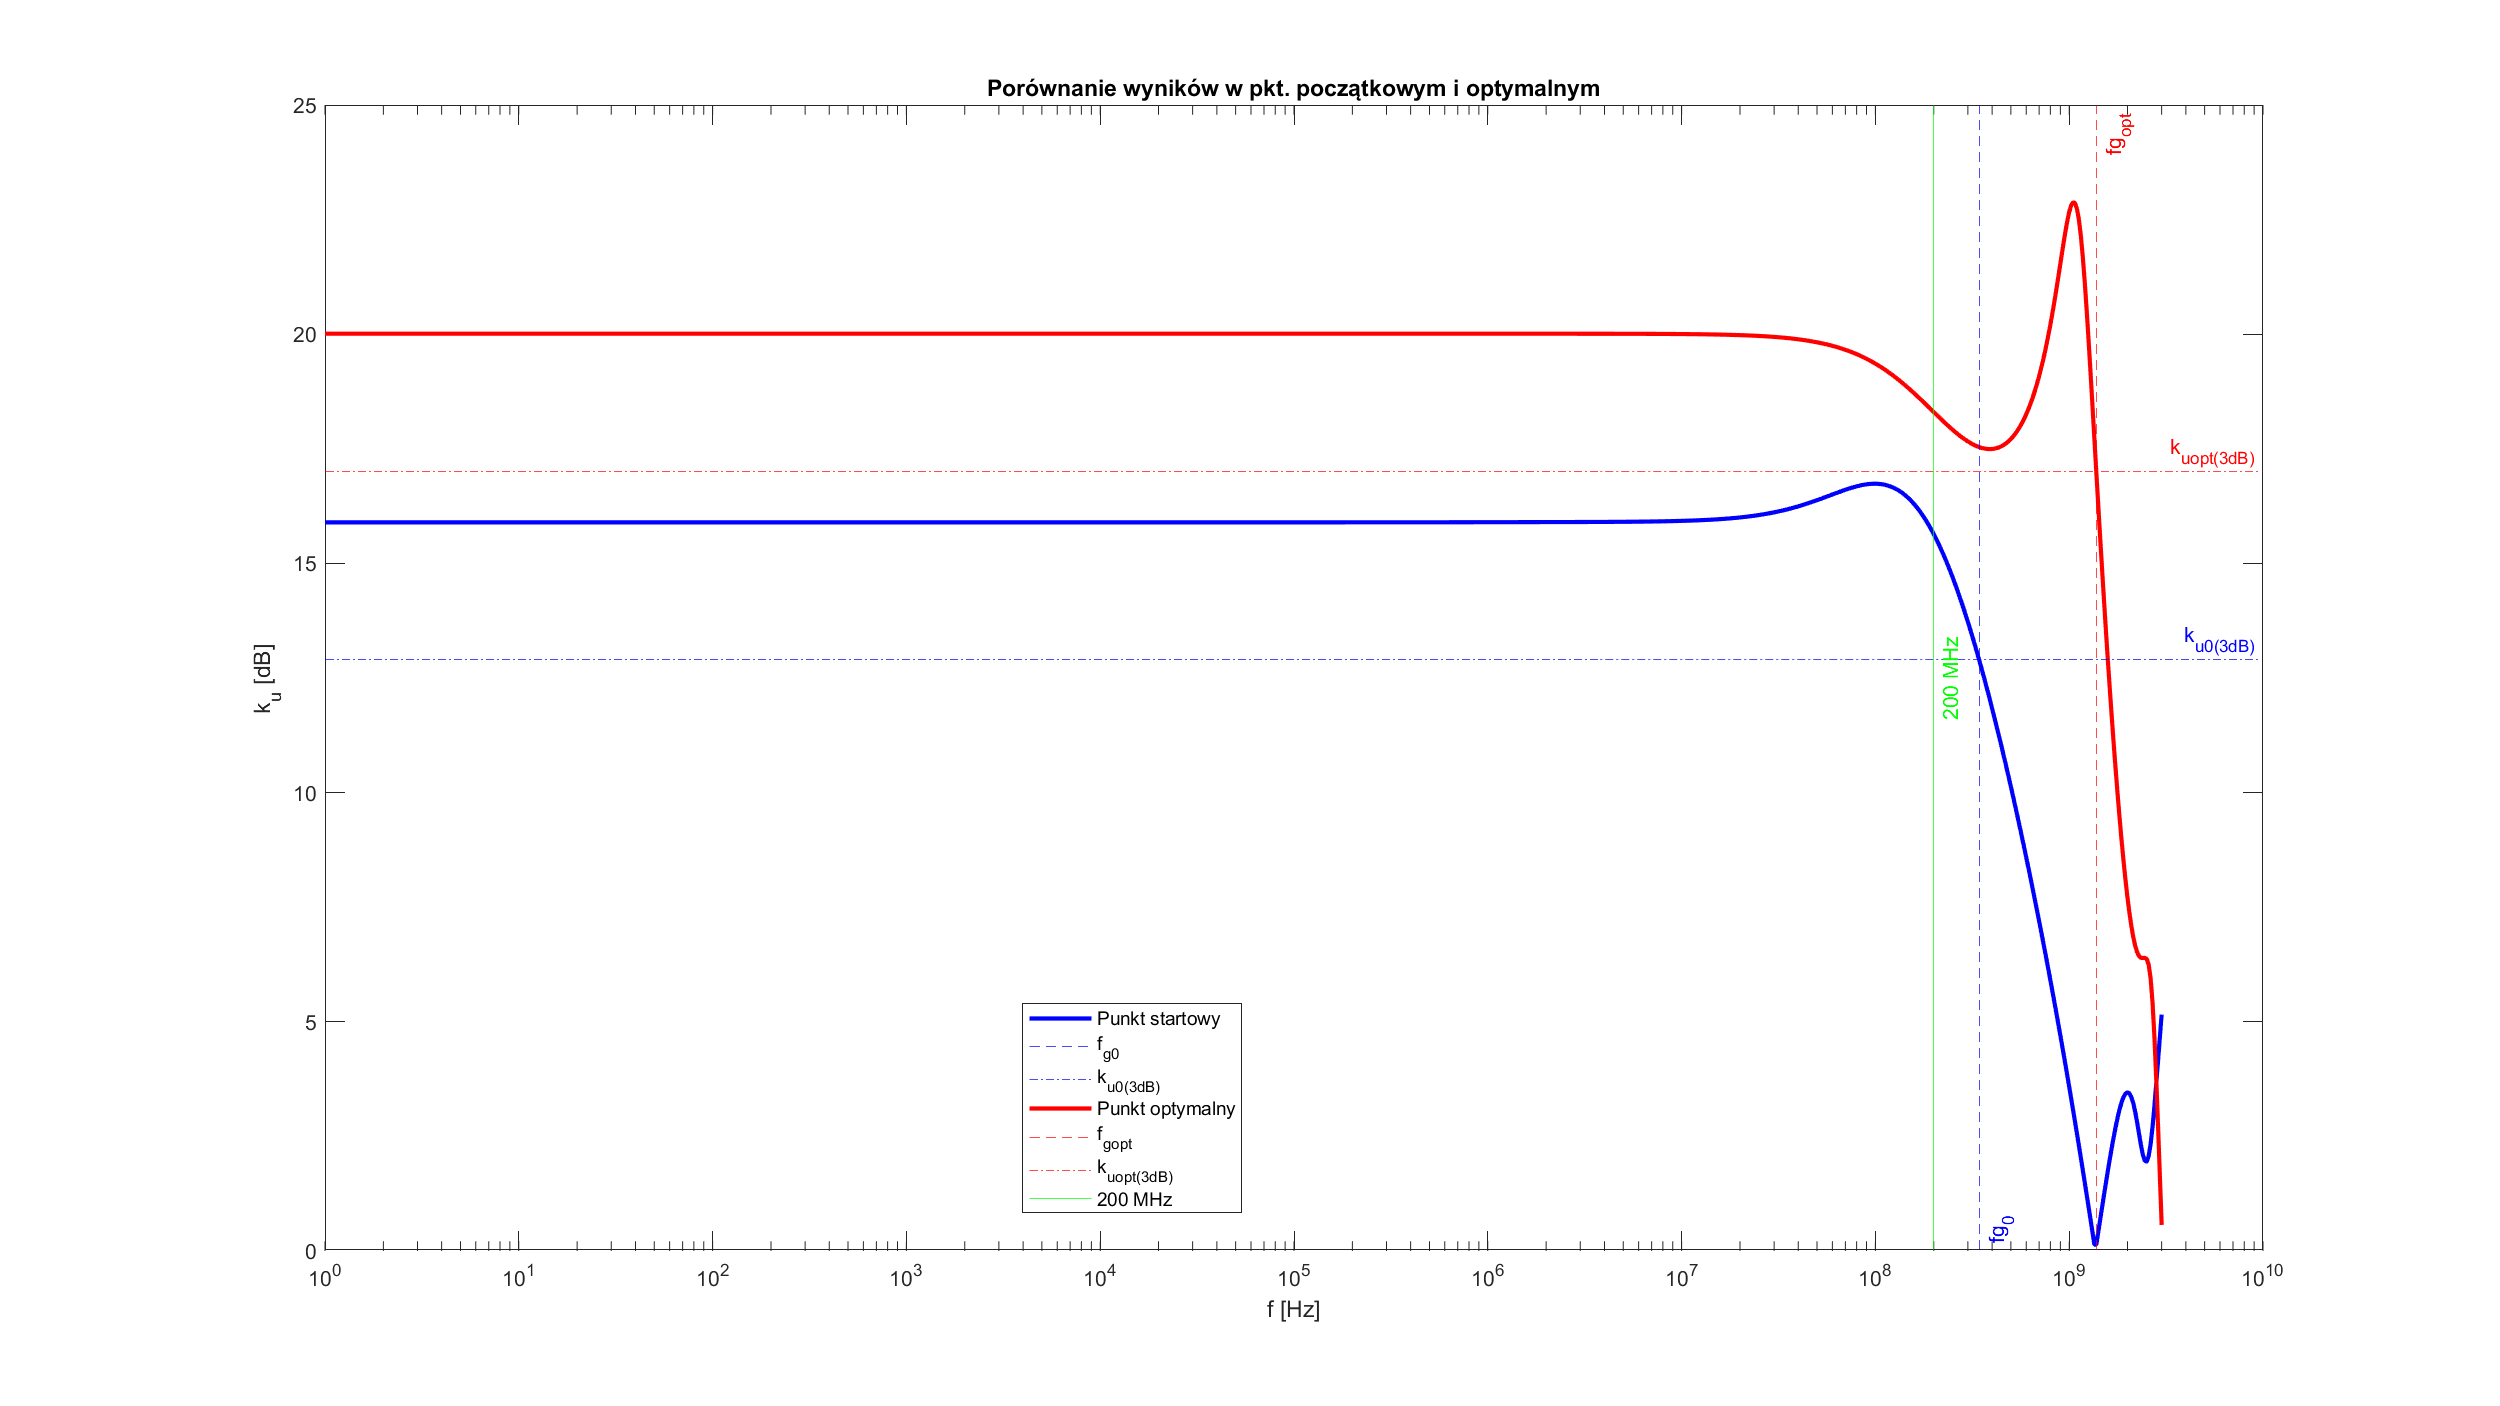 Porównanie wyników w pkt. początkowym i optymalnym
25
20
15
10
5
0
k_u [dB]
fg_opt
k_uopt(3dB)
k_u0(3dB)
200 MHz
fg_0
Punkt startowy
f_g0
k_u0(3dB)
Punkt optymalny
f_gopt
k_uopt(3dB)
200 MHz
10^0 10^1 10^2 10^3 10^4 10^5 10^6 10^7 10^8 10^9 10^10
f [Hz]